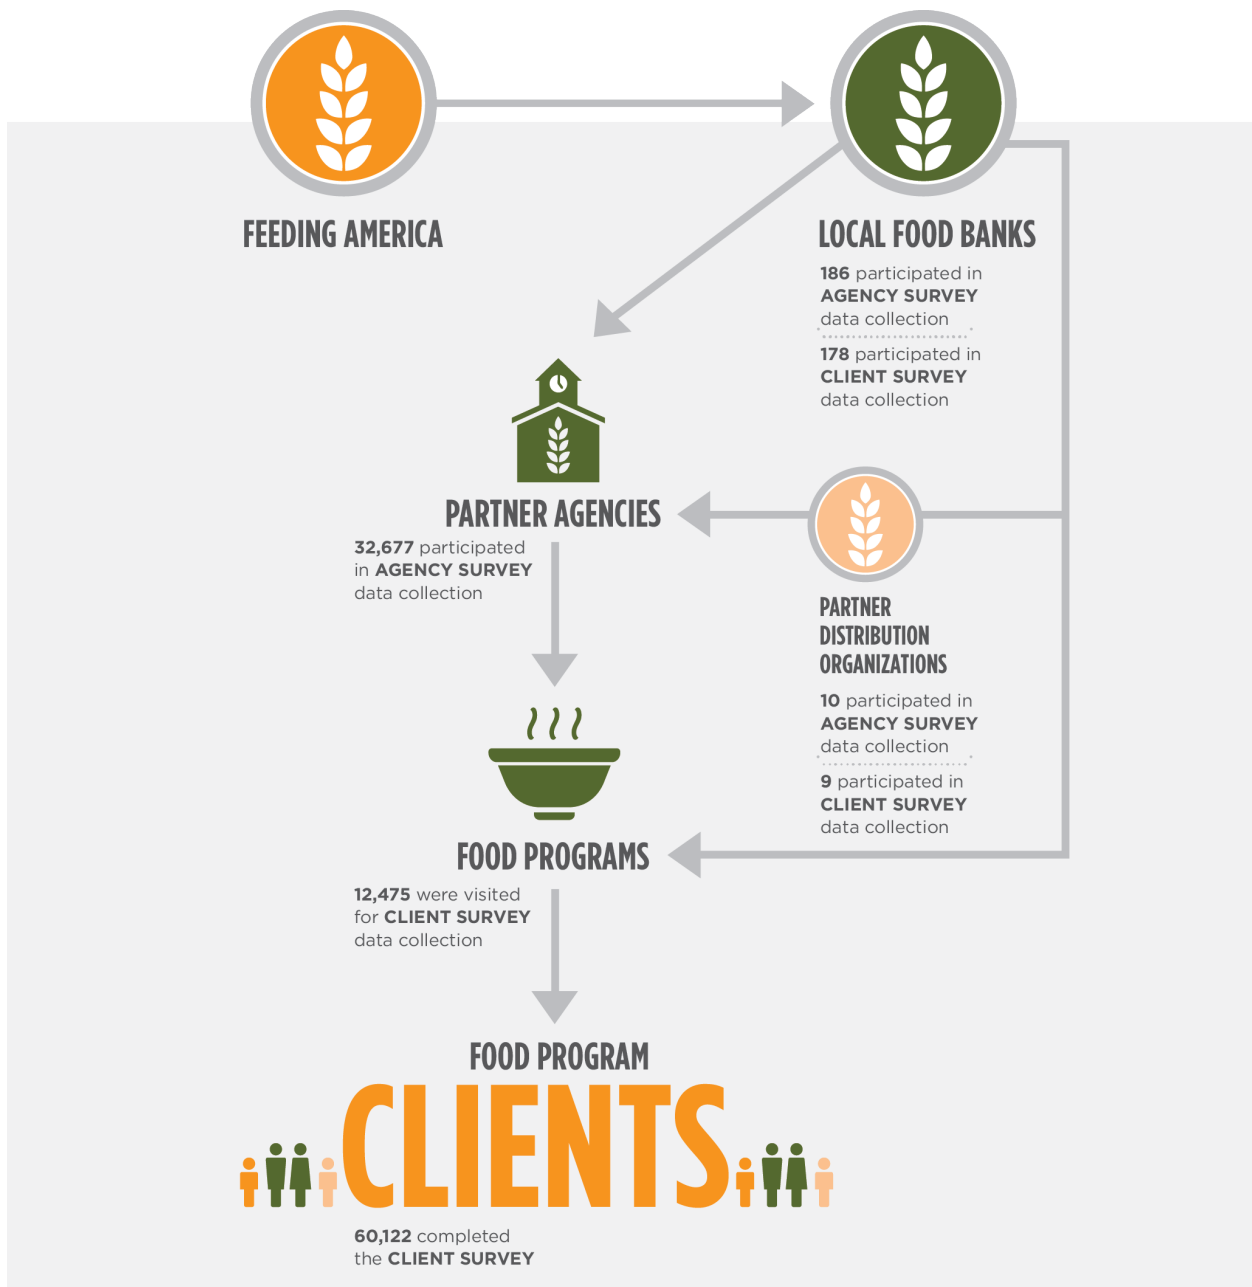 FEEDING AMERICA
LOCAL FOOD BANKS
186 participated in
AGENCY SURVEY
data collection
178 participated in
CLIENT SURVEY
data collection
PARTNER AGENCIES
32,677 participated
in AGENCY SURVEY
data collection
PARTNER
DISTRIBUTION
ORGANIZATIONS
10 participated in
AGENCY SURVEY
data collection
9 participated in
CLIENT SURVEY
data collection
FOOD PROGRAMS
12,475 were visited
for CLIENT SURVEY
data collection
FOOD PROGRAM
CLIENTS
60,122 completed
the CLIENT SURVEY